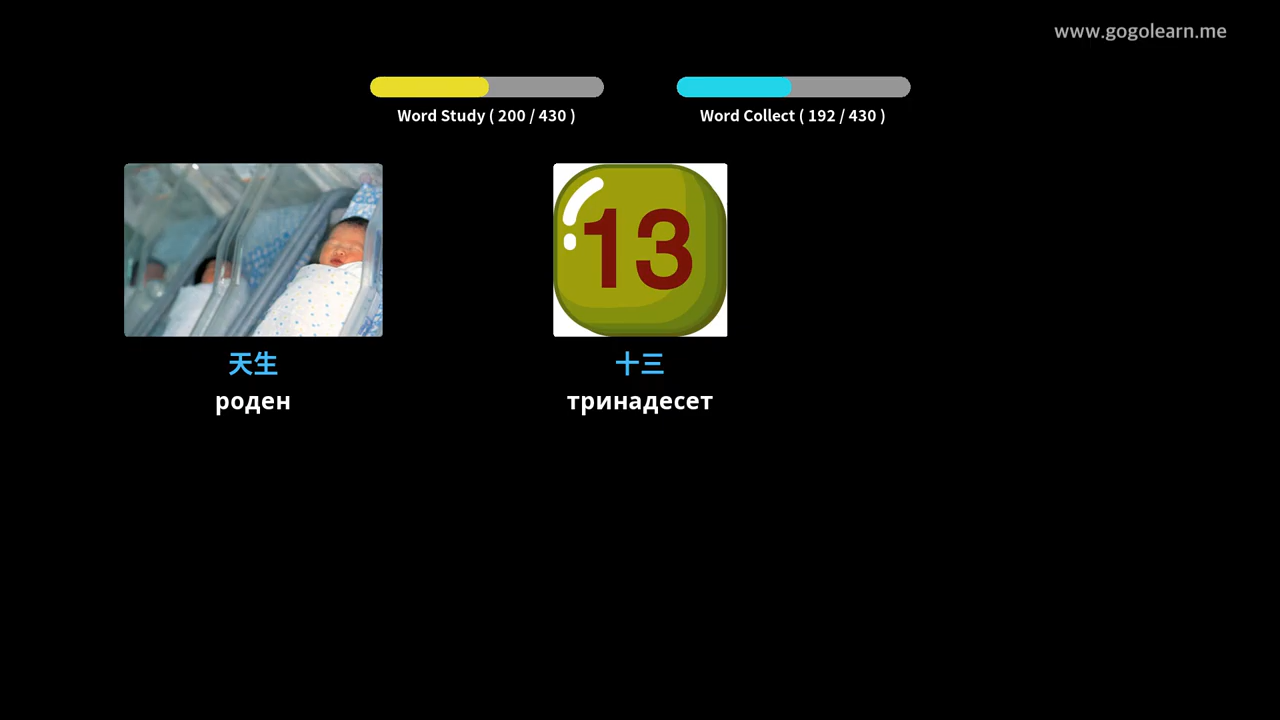 www.gogolearn.me
Word Study ( 200 / 430 )
Word Collect ( 192 / 430 )
13
天生
十三
роден
тринадесет